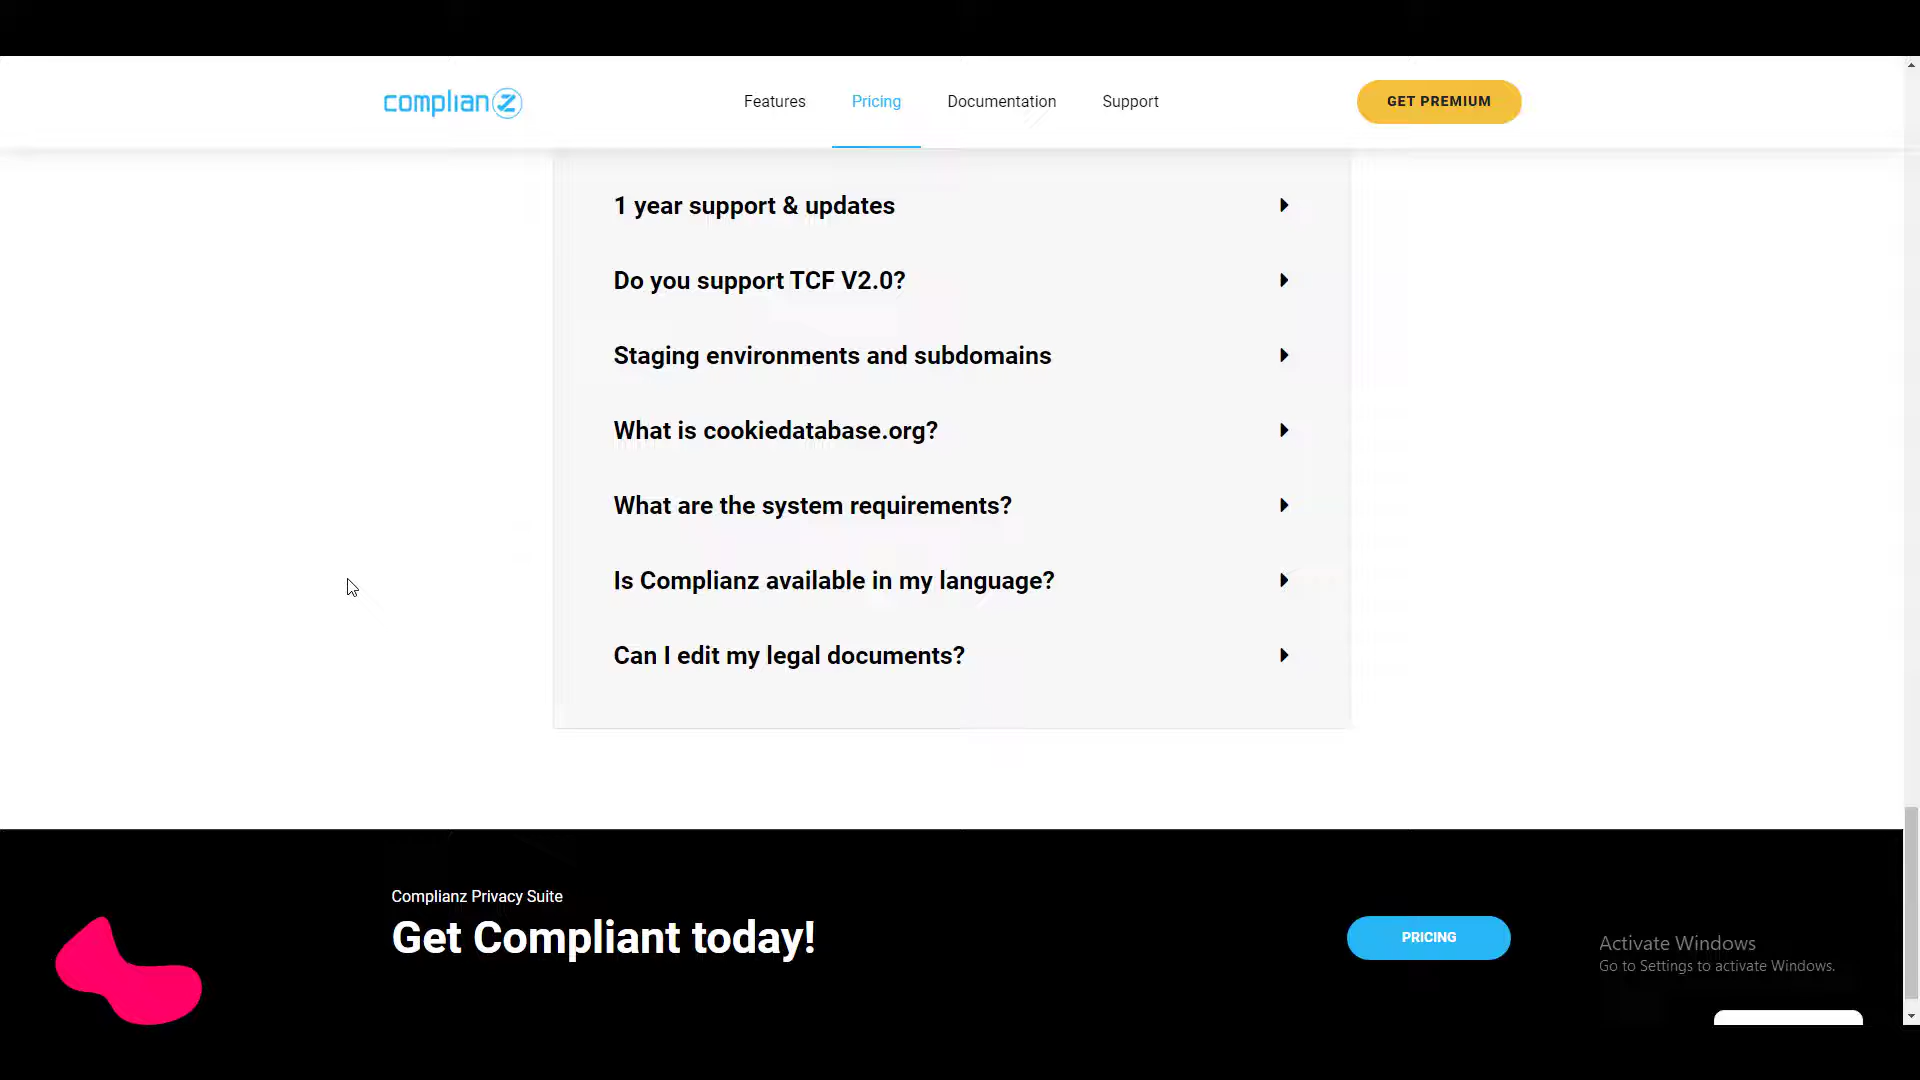 complianz
Features
Pricing
Documentation
Support
GET PREMIUM
1 year support & updates
Do you support TCF V2.0?
Staging environments and subdomains
What is cookiedatabase.org?
What are the system requirements?
Is Complianz available in my language?
Can I edit my legal documents?
Complianz Privacy Suite
Get Compliant today!
PRICING
Activate Windows
Go to Settings to activate Windows.